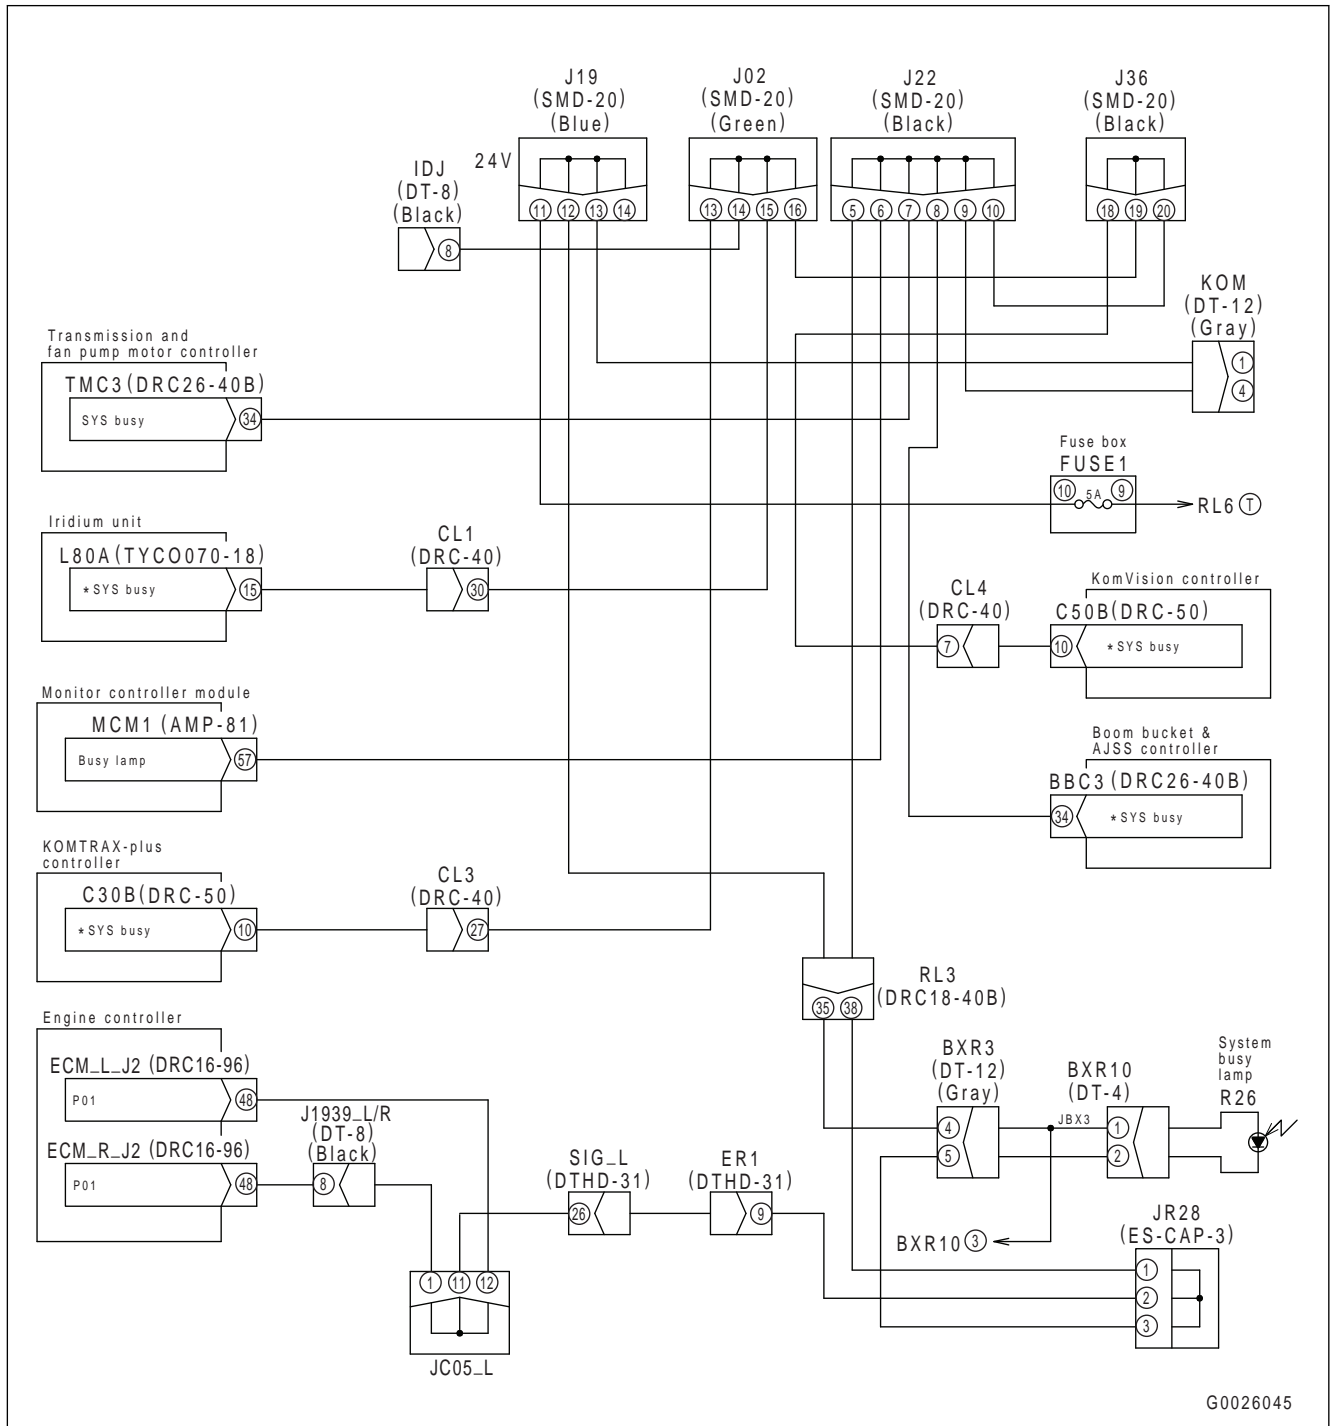 J19
(SMD-20)
(Blue)
J02
(SMD-20)
(Green)
J22
(SMD-20)
(Black)
J36
(SMD-20)
(Black)
24V
11 12 13 14
13 14 15 16
5 6 7 8 9 10
18 19 20
IDJ
(DT-8)
(Black)
8
KOM
(DT-12)
(Gray)
1
4
Transmission and
fan pump motor controller
TMC3 (DRC26-40B)
SYS busy
34
Fuse box
FUSE1
10 5A 9
RL6 T
Iridium unit
L80A (TYCO070-18)
*SYS busy
15
CL1
(DRC-40)
30
KomVision controller
CL4
(DRC-40)
7
C50B(DRC-50)
10
*SYS busy
Monitor controller module
MCM1 (AMP-81)
Busy lamp
57
Boom bucket &
AJSS controller
BBC3 (DRC26-40B)
34
*SYS busy
KOMTRAX-plus
controller
C30B(DRC-50)
*SYS busy
10
CL3
(DRC-40)
27
RL3
(DRC18-40B)
35 38
Engine controller
ECM_L_J2 (DRC16-96)
P01
48
ECM_R_J2 (DRC16-96)
P01
48
J1939_L/R
(DT-8)
(Black)
8
SIG_L
(DTHD-31)
26
ER1
(DTHD-31)
9
BXR3
(DT-12)
(Gray)
4
5
JBX3
BXR10
(DT-4)
1
2
System
busy
lamp
R26
BXR10 3
JR28
(ES-CAP-3)
1
2
3
1 11 12
JC05_L
G0026045